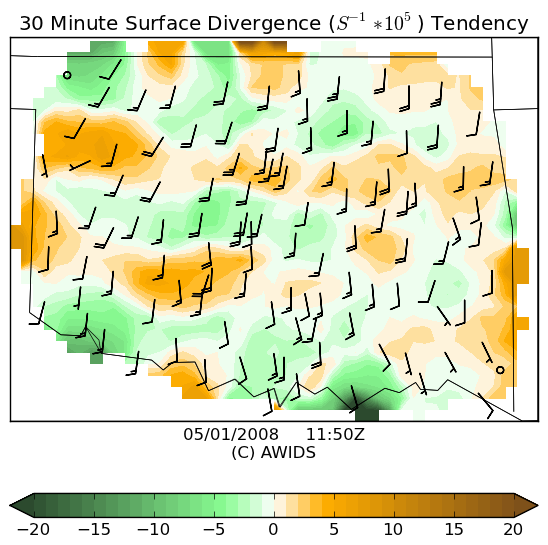 30 Minute Surface Divergence (S⁻¹ *10⁵ ) Tendency
05/01/2008 11:50Z
(C) AWIDS
−20 −15 −10 −5 0 5 10 15 20